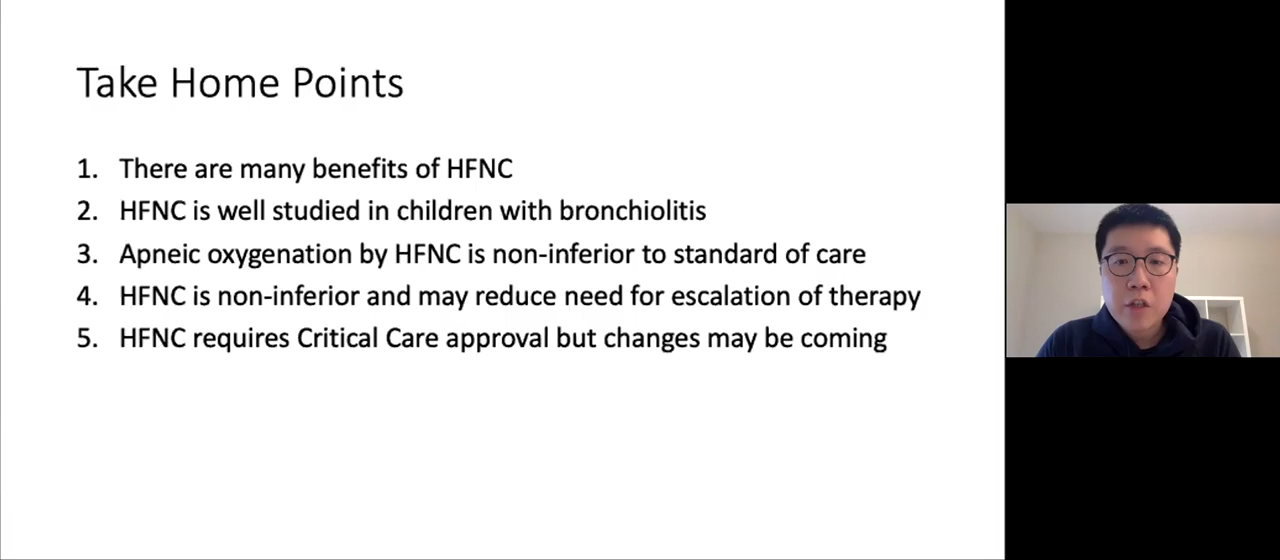 Take Home Points
1. There are many benefits of HFNC
2. HFNC is well studied in children with bronchiolitis
3. Apneic oxygenation by HFNC is non-inferior to standard of care
4. HFNC is non-inferior and may reduce need for escalation of therapy
5. HFNC requires Critical Care approval but changes may be coming